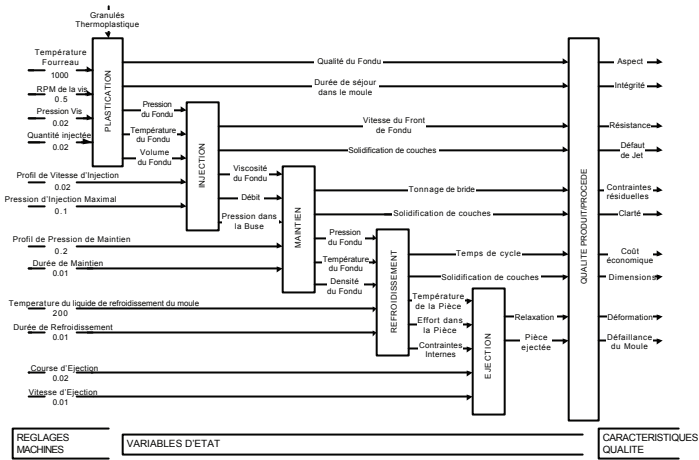 Granulés
Thermoplastique
Température
Fourreau
1000
RPM de la vis
0.5
Pression Vis
0.02
Quantité injectée
0.02
Profil de Vitesse d'Injection
0.02
Pression d'Injection Maximal
0.1
Profil de Pression de Maintien
0.2
Durée de Maintien
0.01
Temperature du liguide de refroidissement du moule
200
Durée de Refroidissement
0.01
Course d'Ejection
0.02
Vitesse d'Ejection
0.01
PLASTICATION
Pression
du Fondu
Température
du Fondu
Volume
du Fondu
INJECTION
Viscosité
du Fondu
Débit
Pression dans
la Buse
MAINTIEN
Pression
du Fondu
Température
du Fondu
Densité
du Fondu
REFROIDISSEMENT
Température
de la Pièce
Effort dans
la Pièce
Contraintes
Internes
EJECTION
Relaxation
Pièce
ejectée
Qualité du Fondu
Durée de séjour
dans le moule
Vitesse du Front
de Fondu
Solidification de couches
Tonnage de bride
Solidification de couches
Temps de cycle
Solidification de couches
QUALITE PRODUIT/PROCEDE
Aspect
Intégrité
Résistance
Défaut
de Jet
Contraintes
résiduelles
Clarté
Coût
économique
Dimensions
Déformation
Défaillance
du Moule
REGLAGES
MACHINES
VARIABLES D'ETAT
CARACTERISTIQUES
QUALITE